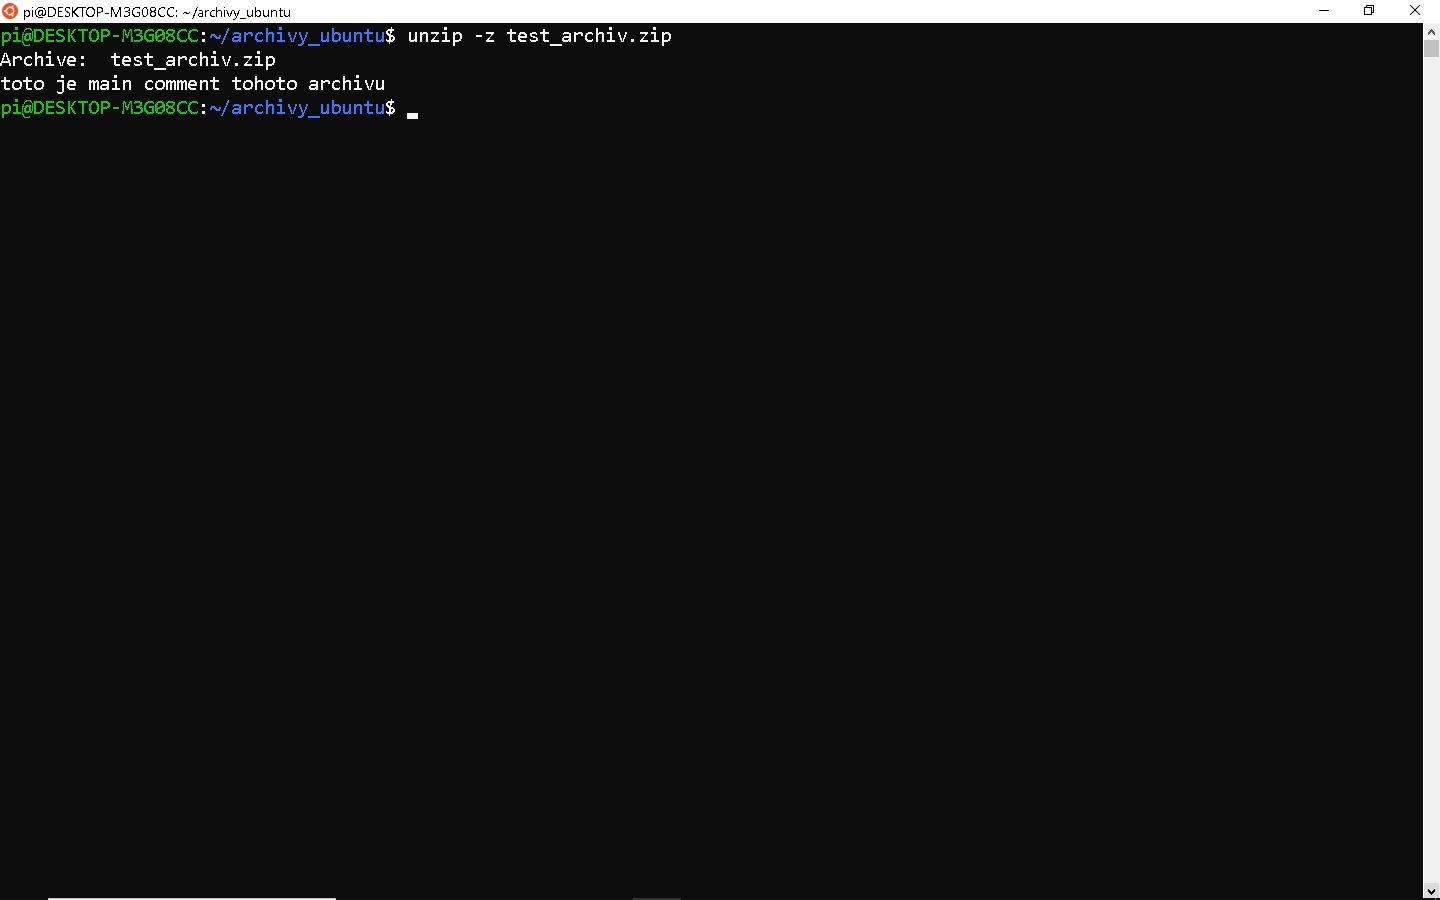 pi@DESKTOP-M3G08CC: ~/archivy_ubuntu
pi@DESKTOP-M3G08CC:~/archivy_ubuntu$ unzip -z test_archiv.zip
Archive:  test_archiv.zip
toto je main comment tohoto archivu
pi@DESKTOP-M3G08CC:~/archivy_ubuntu$